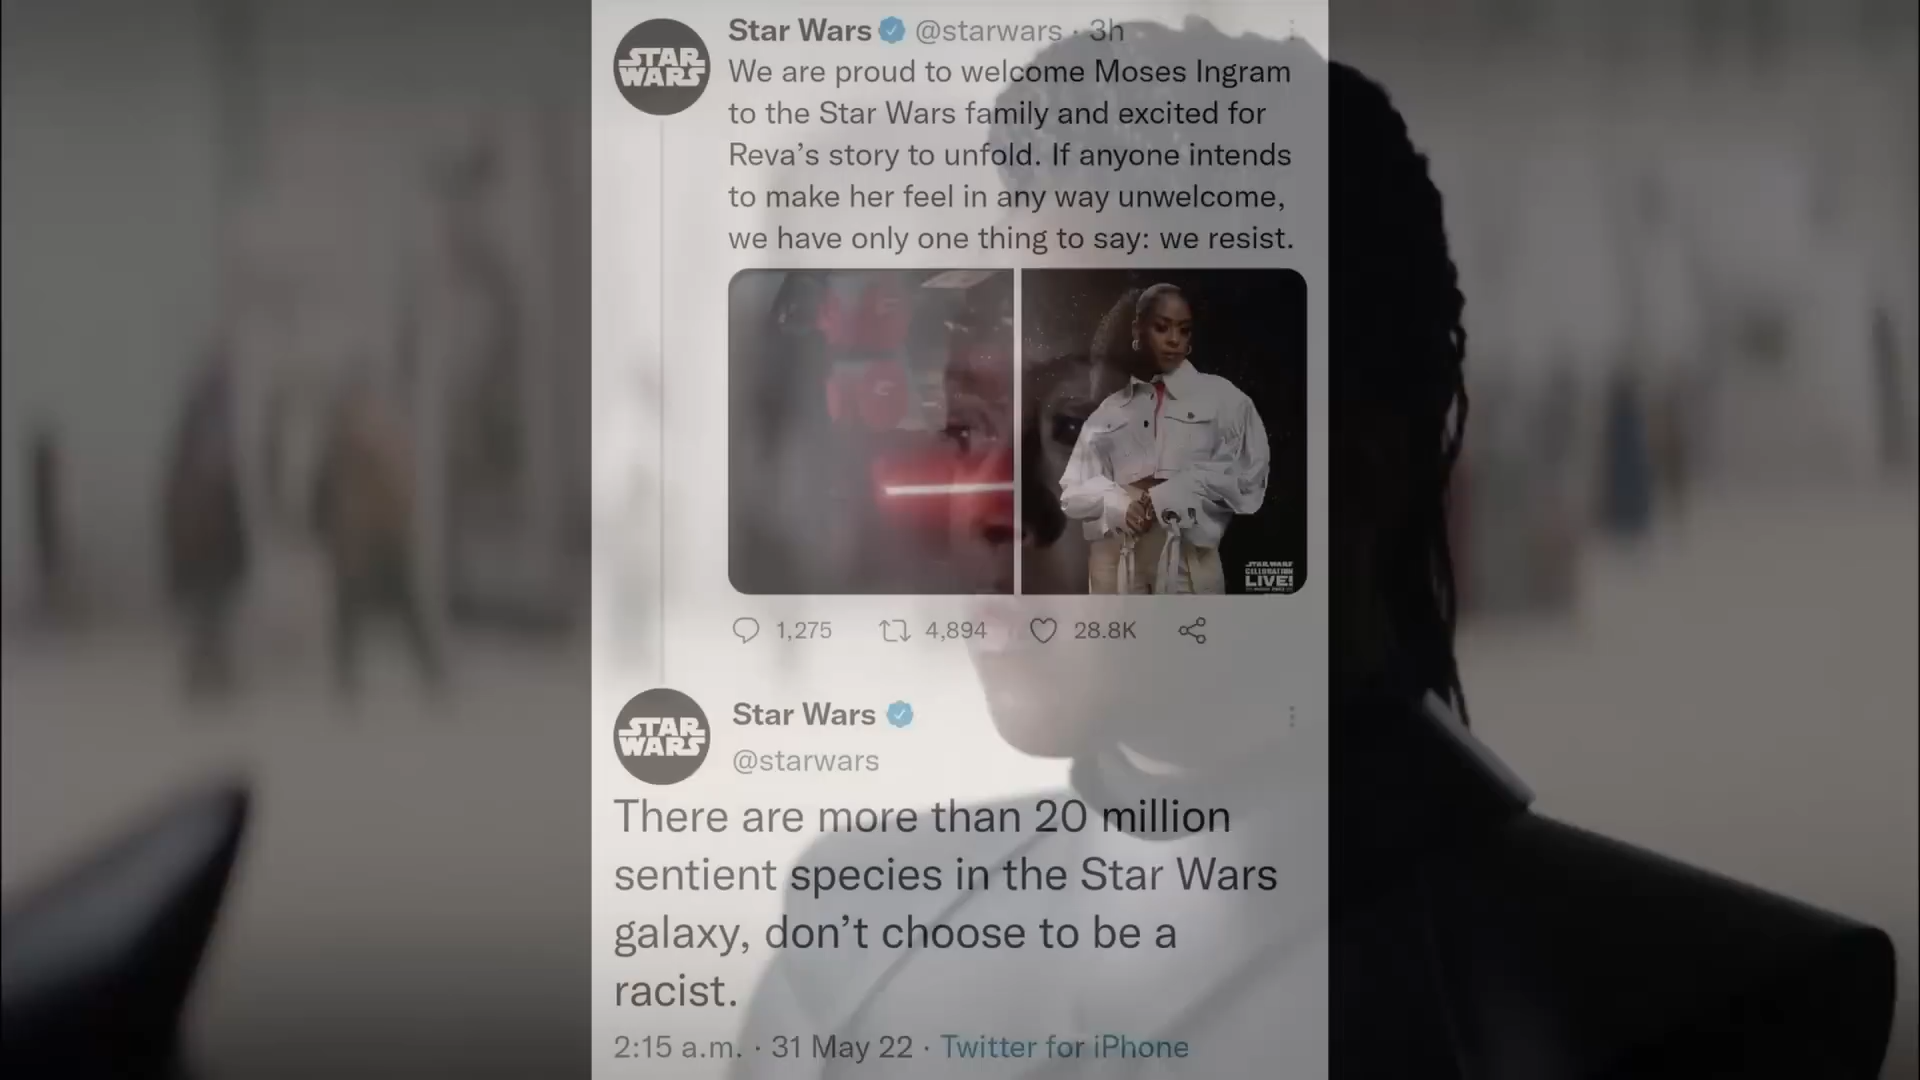 Star Wars @starwars · 3h
STAR WARS
We are proud to welcome Moses Ingram
to the Star Wars family and excited for
Reva’s story to unfold. If anyone intends
to make her feel in any way unwelcome,
we have only one thing to say: we resist.
STAR WARS
CELEBRATION
LIVE!
1,275 4,894 28.8K
Star Wars
STAR WARS
@starwars
There are more than 20 million
sentient species in the Star Wars
galaxy, don’t choose to be a
racist.
2:15 a.m. · 31 May 22 · Twitter for iPhone